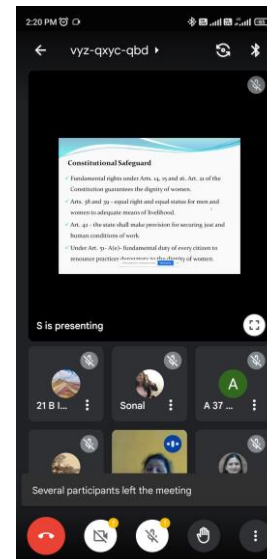 2:20 PM
vyz-qxyc-qbd
Constitutional Safeguard
Fundamental rights under Arts. 14, 15 and 16. Art. 21 of the
Constitution guarantees the dignity of women.
Arts. 38 and 39 - equal right and equal status for men and
women to adequate means of livelihood.
Art. 42 - the state shall make provision for securing just and
human conditions of work.
Under Art. 51- A(e)- fundamental duty of every citizen to
renounce practices derogatory to the dignity of women.
S is presenting
A
21 B I...
Sonal
A 37 ...
Several participants left the meeting